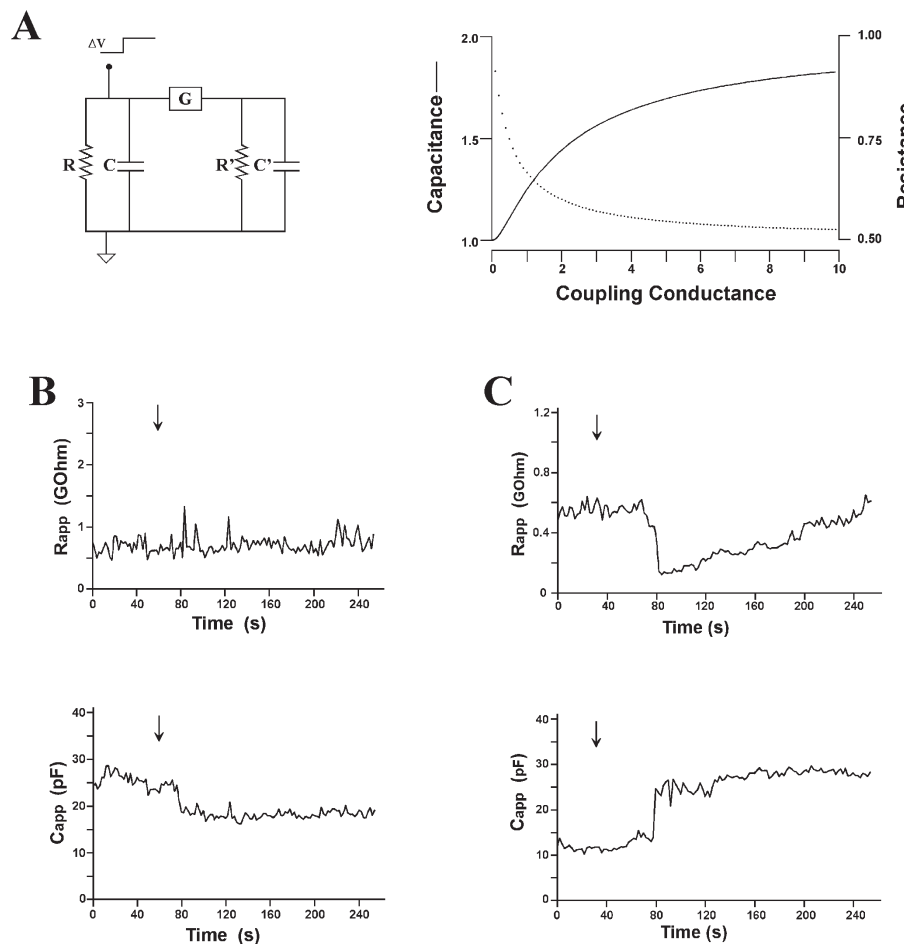 A
ΔV
G
R
C
R'
C'
Capacitance
2.0
1.5
1.0
1.00
0.75
0.50
Resistance
0
2
4
6
8
10
Coupling Conductance
B
Rapp (GOhm)
3
2
1
0
0 40 80 120 160 200 240
Time (s)
C
Rapp (GOhm)
1.2
0.8
0.4
0
0 40 80 120 160 200 240
Time (s)
Capp (pF)
40
30
20
10
0
0 40 80 120 160 200 240
Time (s)
Capp (pF)
40
30
20
10
0
0 40 80 120 160 200 240
Time (s)